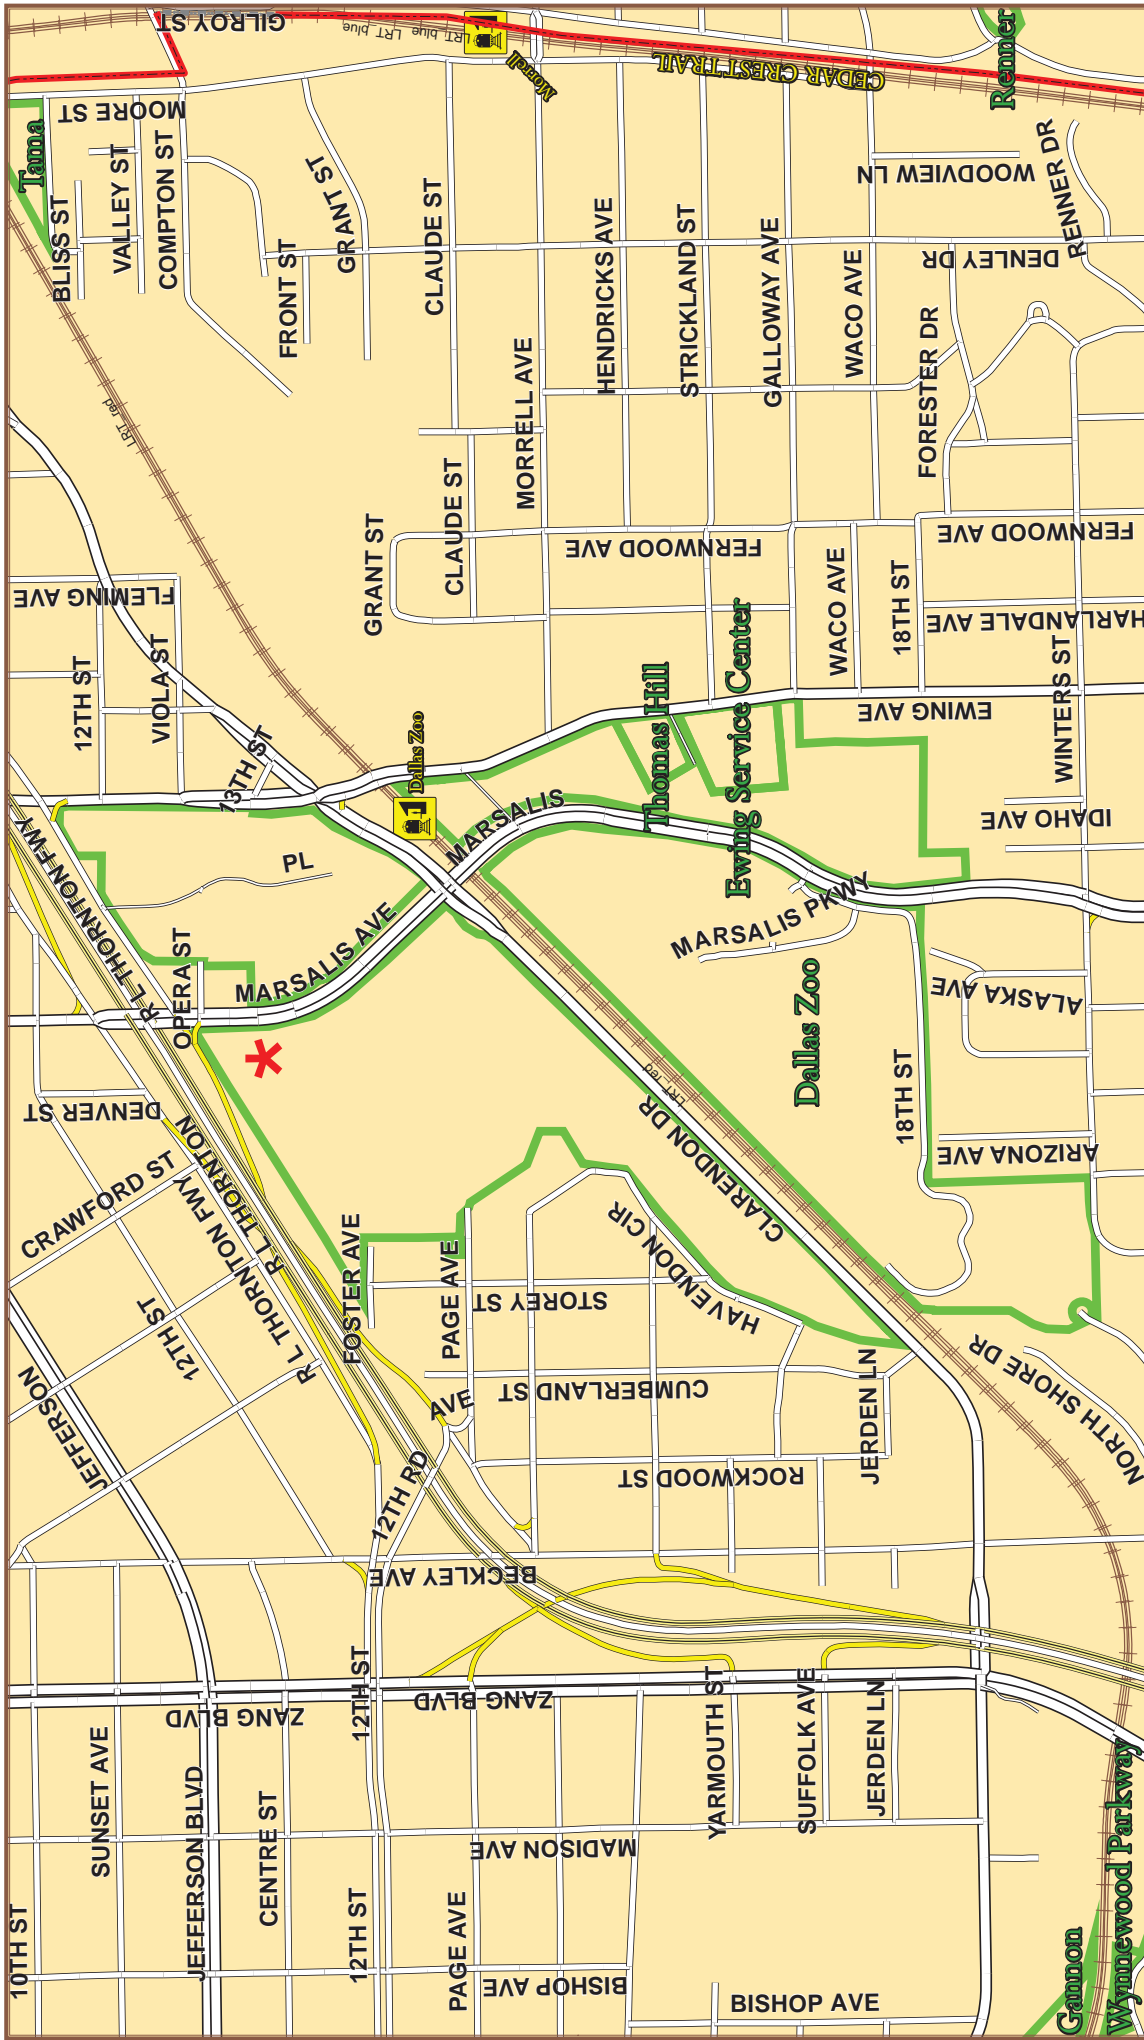 GILROY ST
LRT blue
LRT blue
LRT blue
1
Morrell
CEDAR CREST TRAIL
Renner
MOORE ST
Tama
BLISS ST
VALLEY ST
COMPTON ST
GRANT ST
FRONT ST
GRANT ST
CLAUDE ST
HENDRICKS AVE
STRICKLAND ST
GALLOWAY AVE
WACO AVE
WOODVIEW LN
RENNER DR
DENLEY DR
FORESTER DR
MORRELL AVE
LRT red
CLAUDE ST
GRANT ST
FERNWOOD AVE
FERNWOOD AVE
FLEMING AVE
WACO AVE
18TH ST
HARLANDALE AVE
12TH ST
VIOLA ST
WINTERS ST
EWING AVE
Thomas Hill
Ewing Service Center
13TH ST
Dallas Zoo
1
MARSALIS
IDAHO AVE
R L THORNTON FWY
PL
MARSALIS AVE
MARSALIS PKWY
OPERA ST
Dallas Zoo
ALASKA AVE
18TH ST
DENVER ST
LRT red
CLARENDON DR
ARIZONA AVE
CRAWFORD ST
R L THORNTON
R L THORNTON FWY
12TH ST
FOSTER AVE
PAGE AVE
STOREY ST
HAVENDON CIR
CUMBERLAND ST
JERDEN LN
NORTH SHORE DR
JEFFERSON
AVE
12TH RD
ROCKWOOD ST
BECKLEY AVE
12TH ST
ZANG BLVD
ZANG BLVD
YARMOUTH ST
SUFFOLK AVE
JERDEN LN
SUNSET AVE
JEFFERSON BLVD
CENTRE ST
MADISON AVE
10TH ST
12TH ST
PAGE AVE
BISHOP AVE
BISHOP AVE
Gannon
Wynnewood Parkway